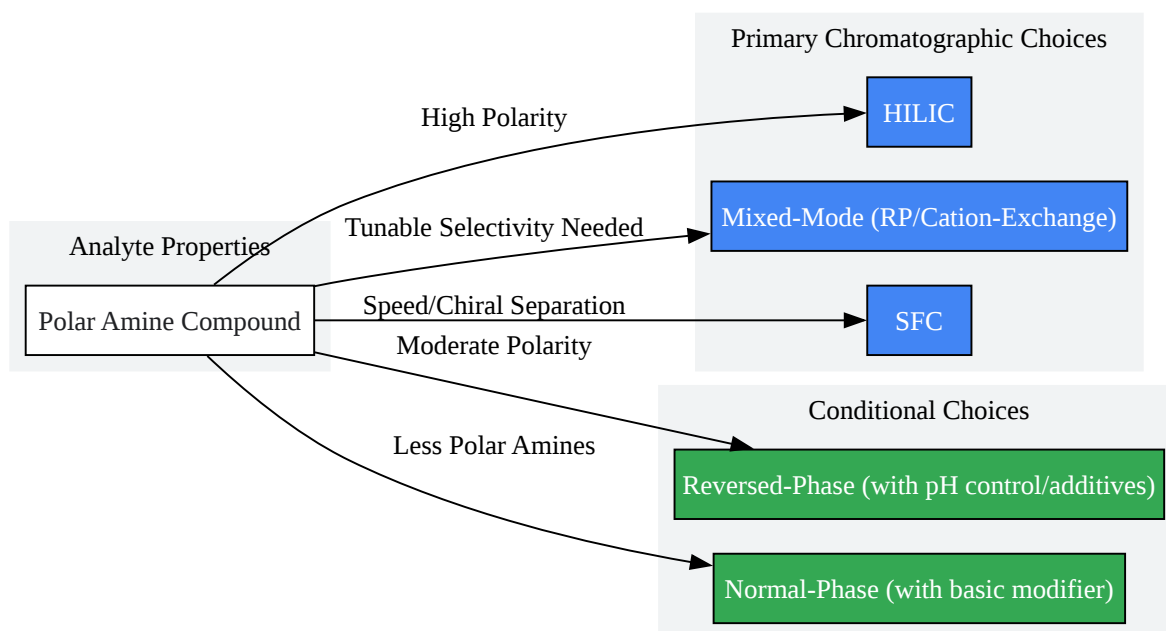 Primary Chromatographic Choices
High Polarity
HILIC
Tunable Selectivity Needed
Mixed-Mode (RP/Cation-Exchange)
Analyte Properties
Polar Amine Compound
Speed/Chiral Separation
SFC
Moderate Polarity
Conditional Choices
Less Polar Amines
Reversed-Phase (with pH control/additives)
Normal-Phase (with basic modifier)